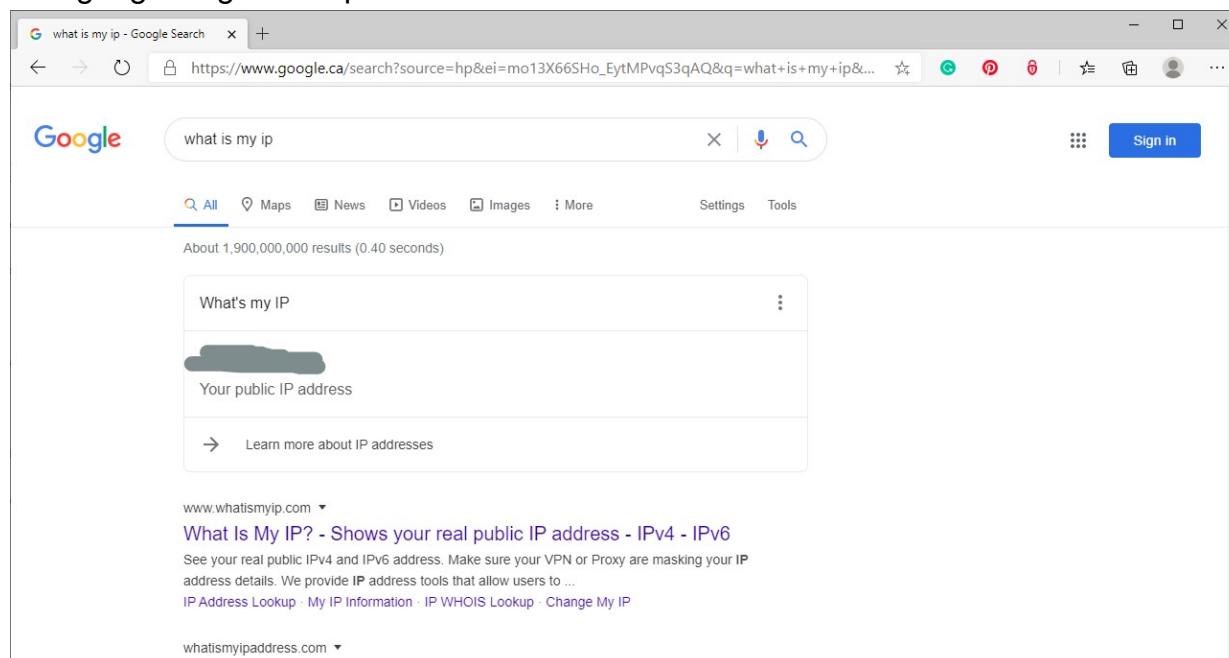 what is my ip - Google Search
https://www.google.ca/search?source=hp&ei=mo13X66SHo_EytMPvqS3qAQ&q=what+is+my+ip&...
Google
what is my ip
Sign in
All Maps News Videos Images More Settings Tools
About 1,900,000,000 results (0.40 seconds)
What's my IP
Your public IP address
Learn more about IP addresses
www.whatismyip.com
What Is My IP? - Shows your real public IP address - IPv4 - IPv6
See your real public IPv4 and IPv6 address. Make sure your VPN or Proxy are masking your IP
address details. We provide IP address tools that allow users to ...
IP Address Lookup · My IP Information · IP WHOIS Lookup · Change My IP
whatismyipaddress.com